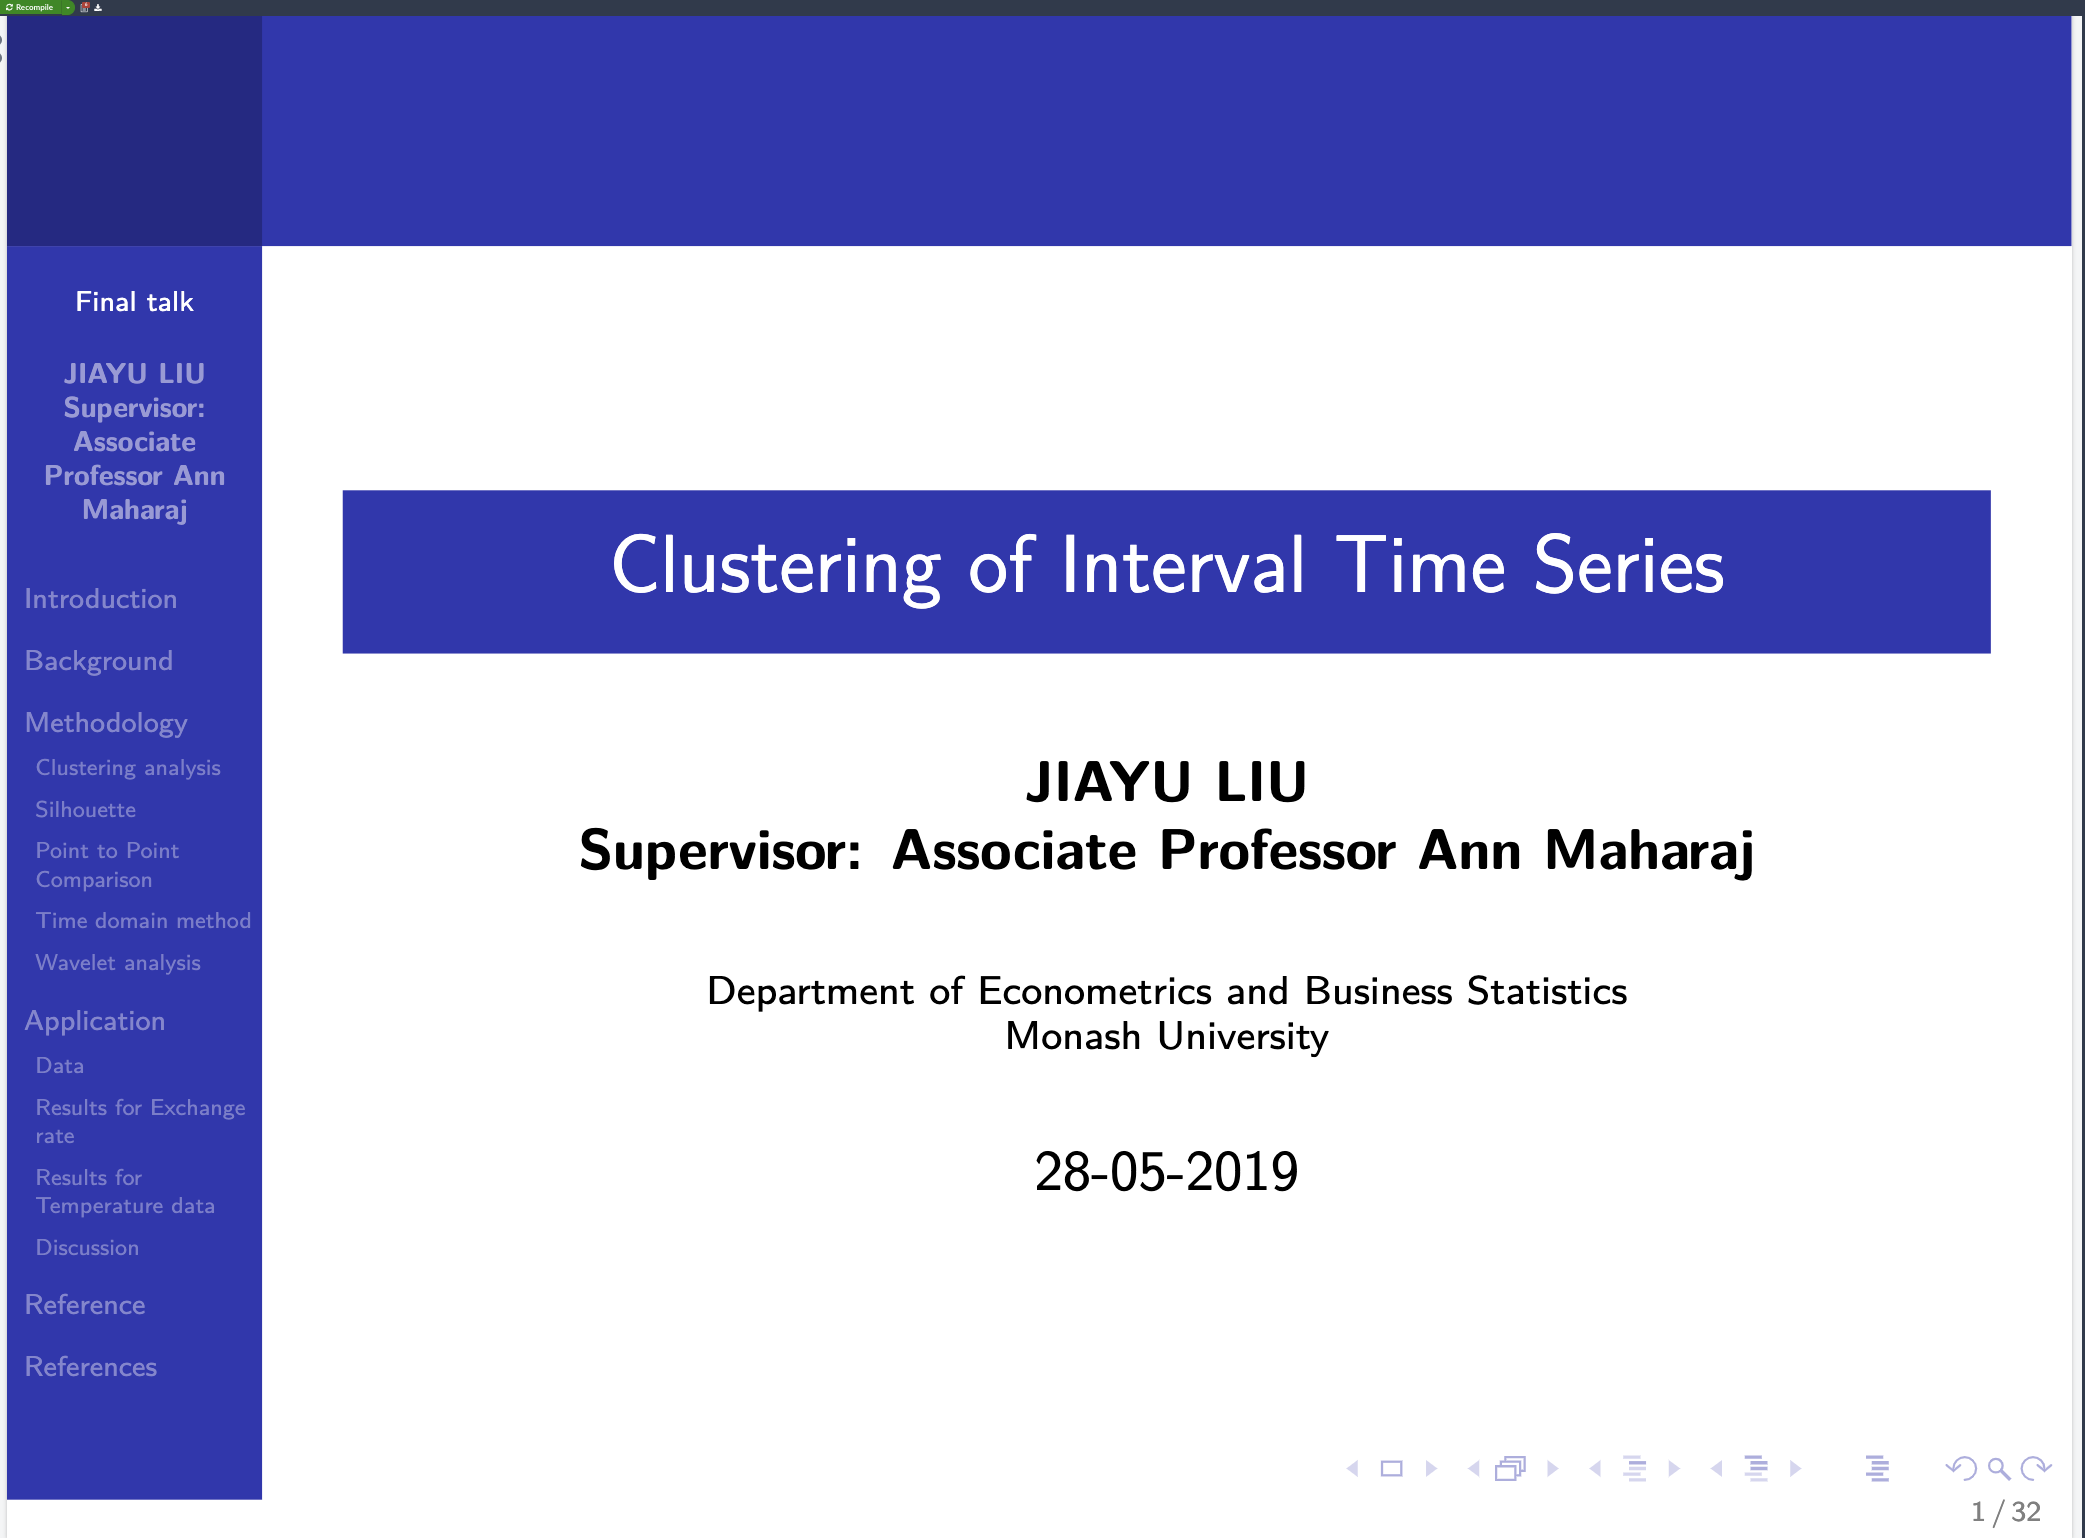 Recompile
Final talk
JIAYU LIU
Supervisor:
Associate
Professor Ann
Maharaj
Introduction
Background
Methodology
Clustering analysis
Silhouette
Point to Point
Comparison
Time domain method
Wavelet analysis
Application
Data
Results for Exchange
rate
Results for
Temperature data
Discussion
Reference
References
Clustering of Interval Time Series
JIAYU LIU
Supervisor: Associate Professor Ann Maharaj
Department of Econometrics and Business Statistics
Monash University
28-05-2019
1 / 32